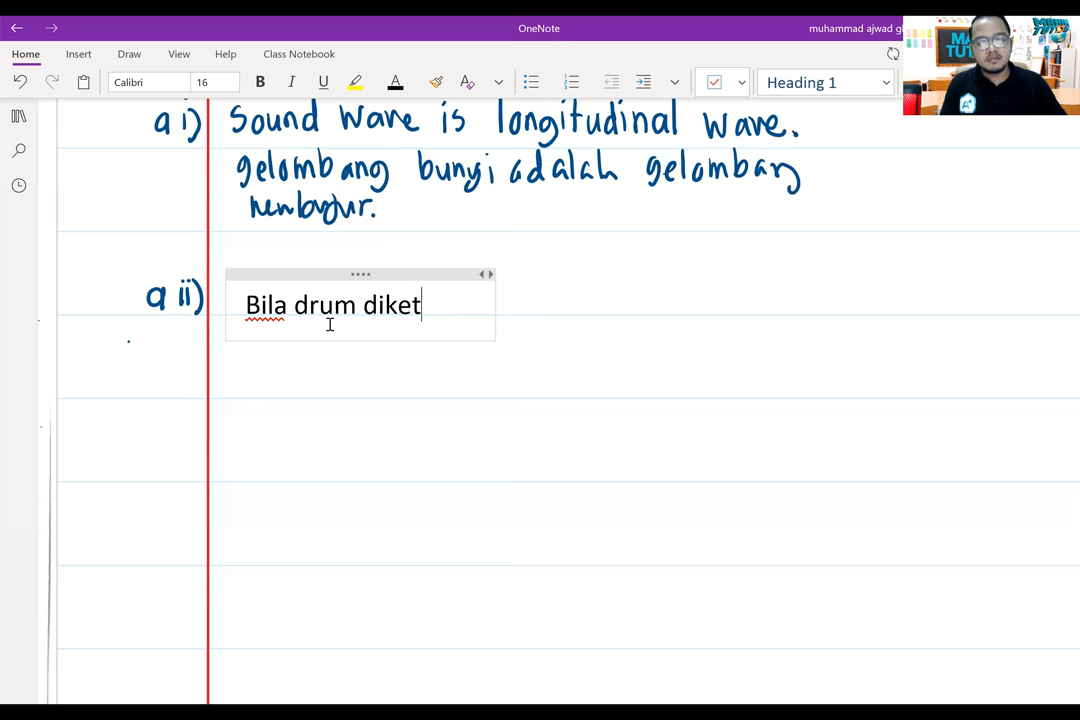 OneNote
muhammad ajwad
Home Insert Draw View Help Class Notebook
Calibri 16 B I U A Heading 1
a i) Sound wave is longitudinal wave.
gelombang bunyi adalah gelombang
membujur.
a ii) Bila drum diket
A+